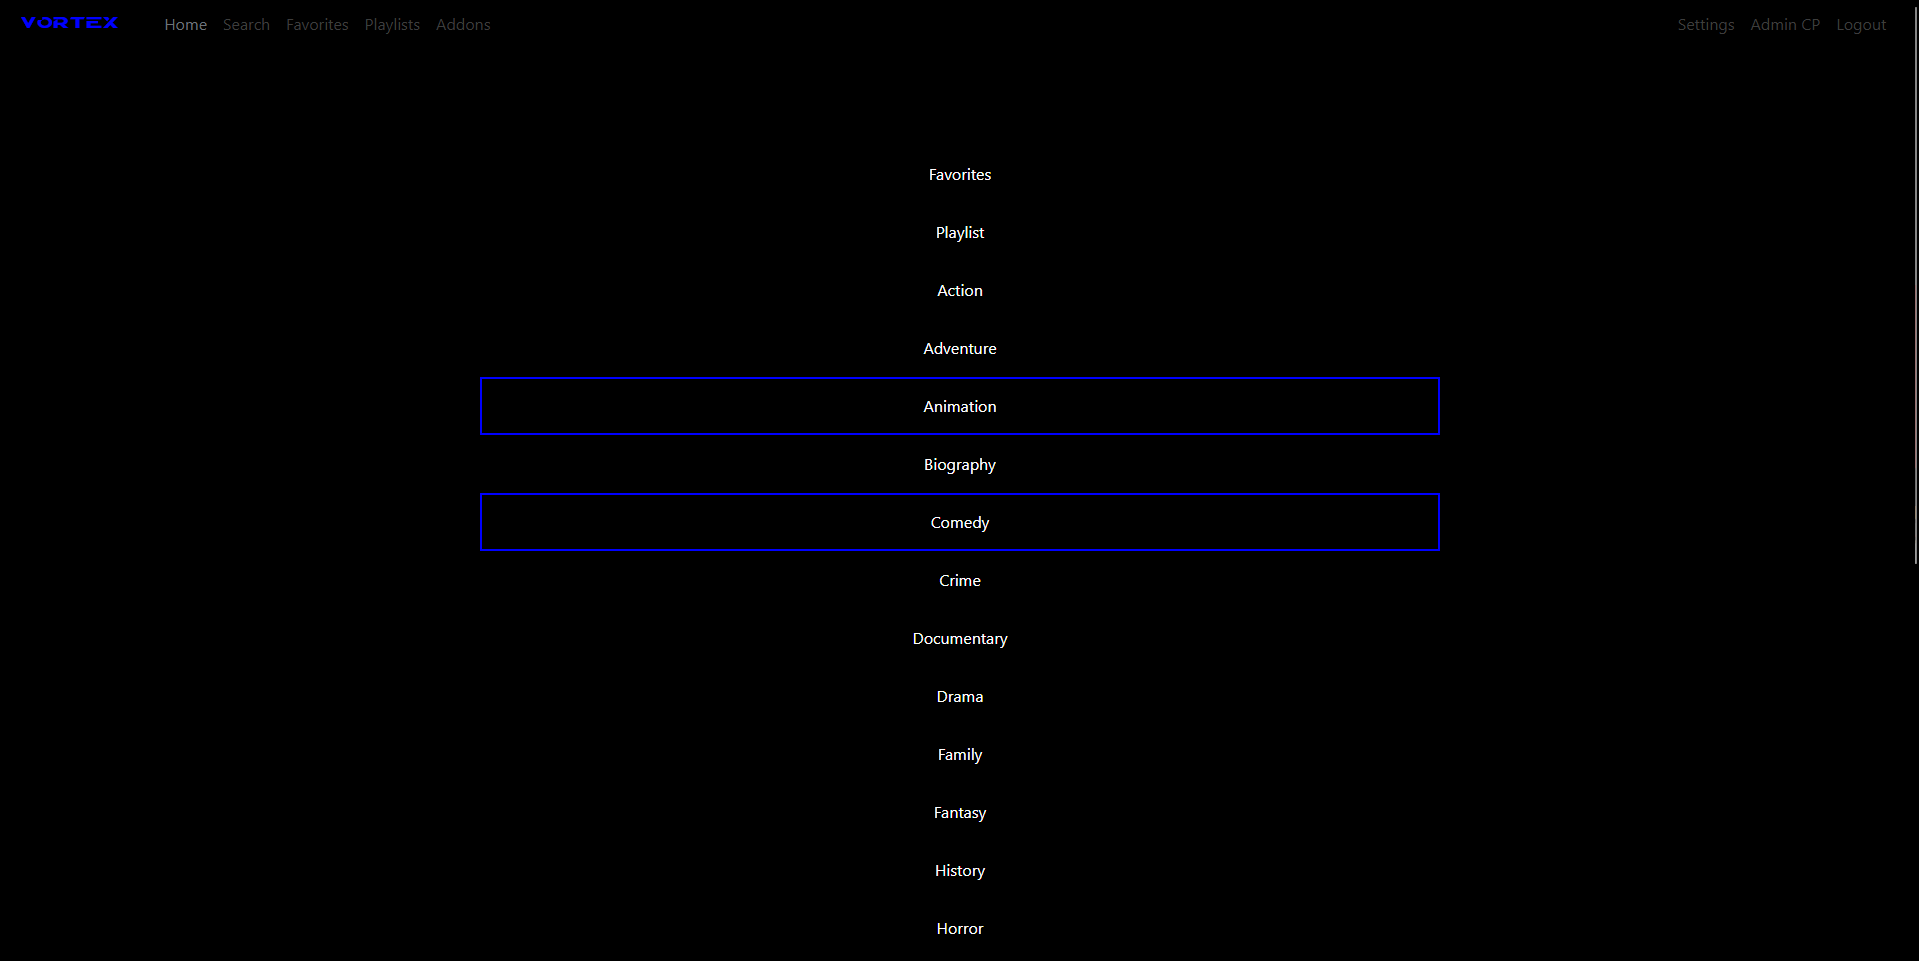 VORTEX Home Search Favorites Playlists Addons Settings Admin CP Logout
Favorites
Playlist
Action
Adventure
Animation
Biography
Comedy
Crime
Documentary
Drama
Family
Fantasy
History
Horror